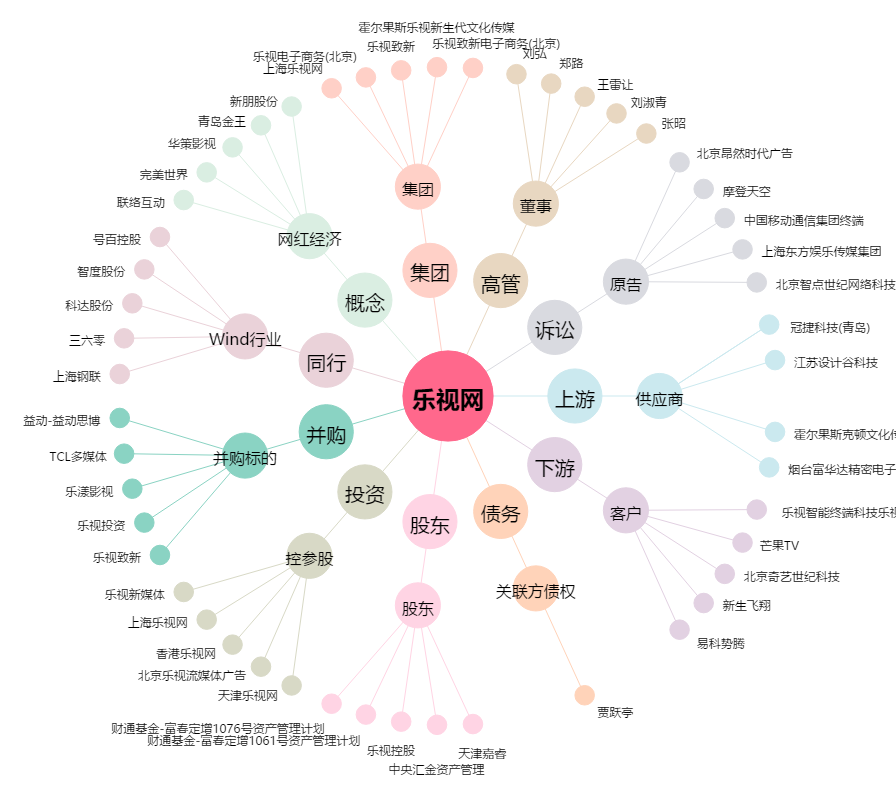 霍尔果斯乐视新生代文化传媒
乐视电子商务(北京)
乐视致新
乐视致新电子商务(北京)
上海乐视网
刘弘
郑路
王雷让
刘淑青
张昭
新朋股份
青岛金王
华策影视
完美世界
联络互动
集团
董事
北京昂然时代广告
摩登天空
中国移动通信集团终端
上海东方娱乐传媒集团
北京智点世纪网络科技
号百控股
智度股份
科达股份
三六零
上海钢联
网红经济
集团
高管
原告
概念
诉讼
Wind行业
同行
冠捷科技(青岛)
江苏设计谷科技
乐视网
上游
供应商
霍尔果斯克顿文化传
烟台富华达精密电子
益动-益动思博
TCL多媒体
乐漾影视
乐视投资
乐视致新
并购
并购标的
下游
投资
债务
股东
客户
乐视智能终端科技乐视
芒果TV
北京奇艺世纪科技
新生飞翔
易科势腾
控参股
关联方债权
股东
乐视新媒体
上海乐视网
香港乐视网
北京乐视流媒体广告
天津乐视网
贾跃亭
财通基金-富春定增1076号资产管理计划
财通基金-富春定增1061号资产管理计划
乐视控股
天津嘉睿
中央汇金资产管理